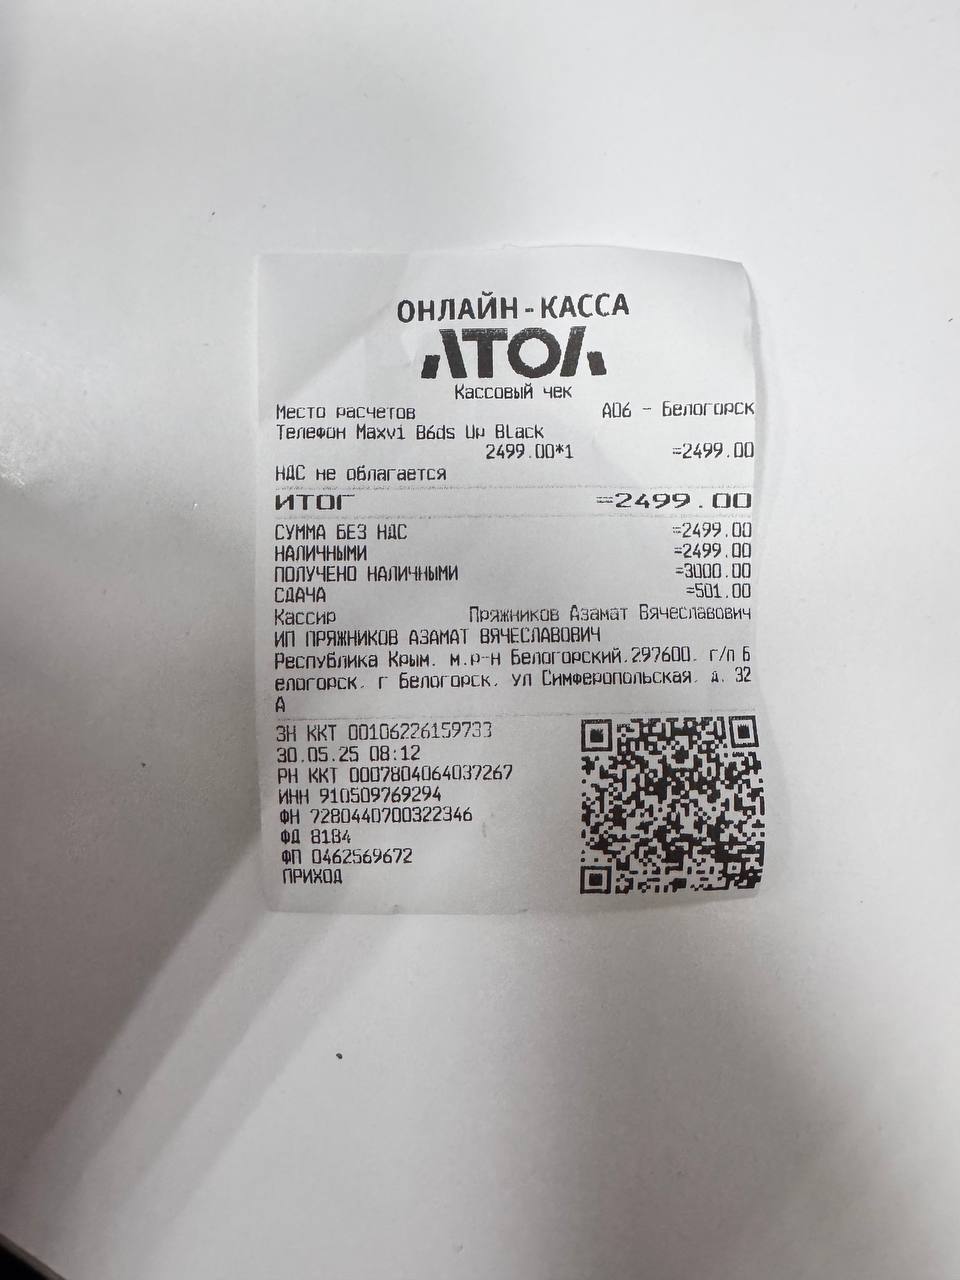 ОНЛАЙН-КАССА
АТОЛ
Кассовый чек
Место расчетов А06 - Белогорск
Телефон Maxvi B6ds Up Black
2499.00*1 =2499.00
НДС не облагается
ИТОГ =2499.00
СУММА БЕЗ НДС =2499.00
НАЛИЧНЫМИ =2499.00
ПОЛУЧЕНО НАЛИЧНЫМИ =3000.00
СДАЧА =501.00
Кассир Пряжников Азамат Вячеславович
ИП ПРЯЖНИКОВ АЗАМАТ ВЯЧЕСЛАВОВИЧ
Республика Крым, м.р-н Белогорский,297600, г/п Б
елогорск, г Белогорск, ул Симферопольская, д. 32
А
ЗН ККТ 00106226159733
30.05.25 08:12
РН ККТ 0007804064037267
ИНН 910509769294
ФН 7280440700322346
ФД 8184
ФП 0462569672
ПРИХОД